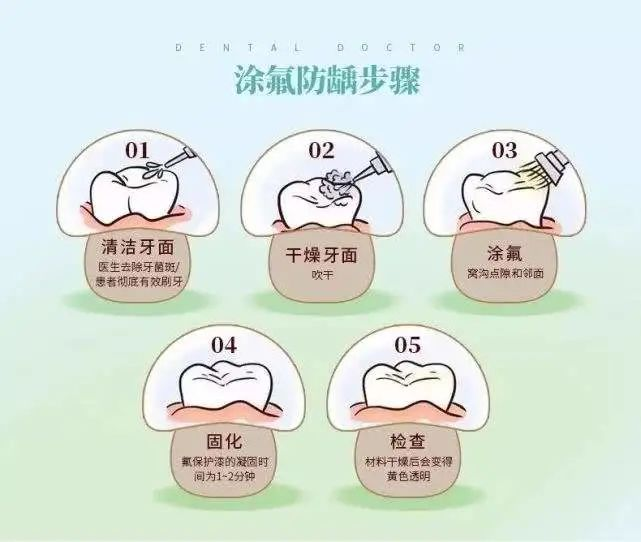 DENTAL DOCTOR
涂氟防龋步骤
01
清洁牙面
医生去除牙菌斑/
患者彻底有效刷牙
02
干燥牙面
吹干
03
涂氟
窝沟点隙和邻面
04
固化
氟保护漆的凝固时
间为1~2分钟
05
检查
材料干燥后会变得
黄色透明